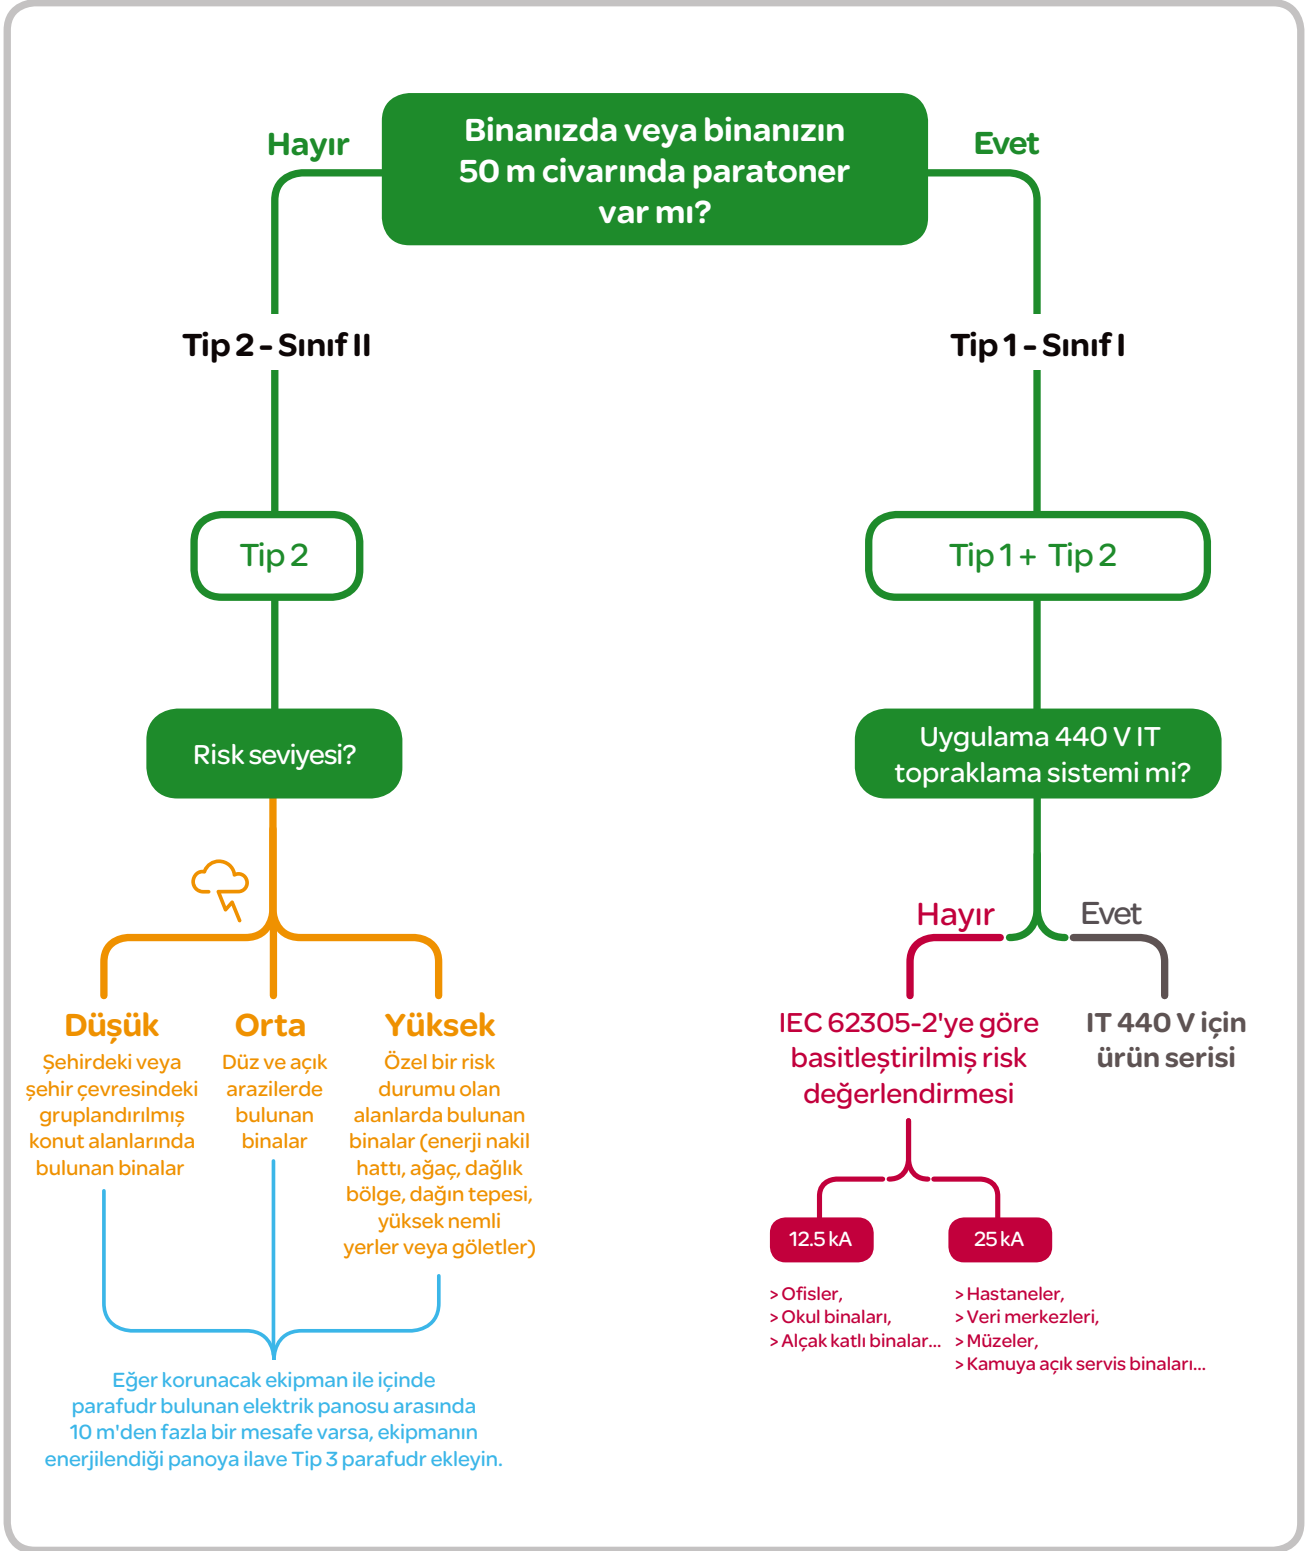 Binanızda veya binanızın
50 m civarında paratoner
var mı?
Hayır
Evet
Tip 2 - Sınıf II
Tip 1 - Sınıf I
Tip 2
Tip 1 + Tip 2
Risk seviyesi?
Uygulama 440 V IT
topraklama sistemi mi?
Hayır
Evet
Düşük
Şehirdeki veya
şehir çevresindeki
gruplandırılmış
konut alanlarında
bulunan binalar
Orta
Düz ve açık
arazilerde
bulunan
binalar
Yüksek
Özel bir risk
durumu olan
alanlarda bulunan
binalar (enerji nakil
hattı, ağaç, dağlık
bölge, dağın tepesi,
yüksek nemli
yerler veya göletler)
IEC 62305-2'ye göre
basitleştirilmiş risk
değerlendirmesi
IT 440 V için
ürün serisi
12.5 kA
> Ofisler,
> Okul binaları,
> Alçak katlı binalar...
25 kA
> Hastaneler,
> Veri merkezleri,
> Müzeler,
> Kamuya açık servis binaları...
Eğer korunacak ekipman ile içinde
parafudr bulunan elektrik panosu arasında
10 m'den fazla bir mesafe varsa, ekipmanın
enerjilendiği panoya ilave Tip 3 parafudr ekleyin.